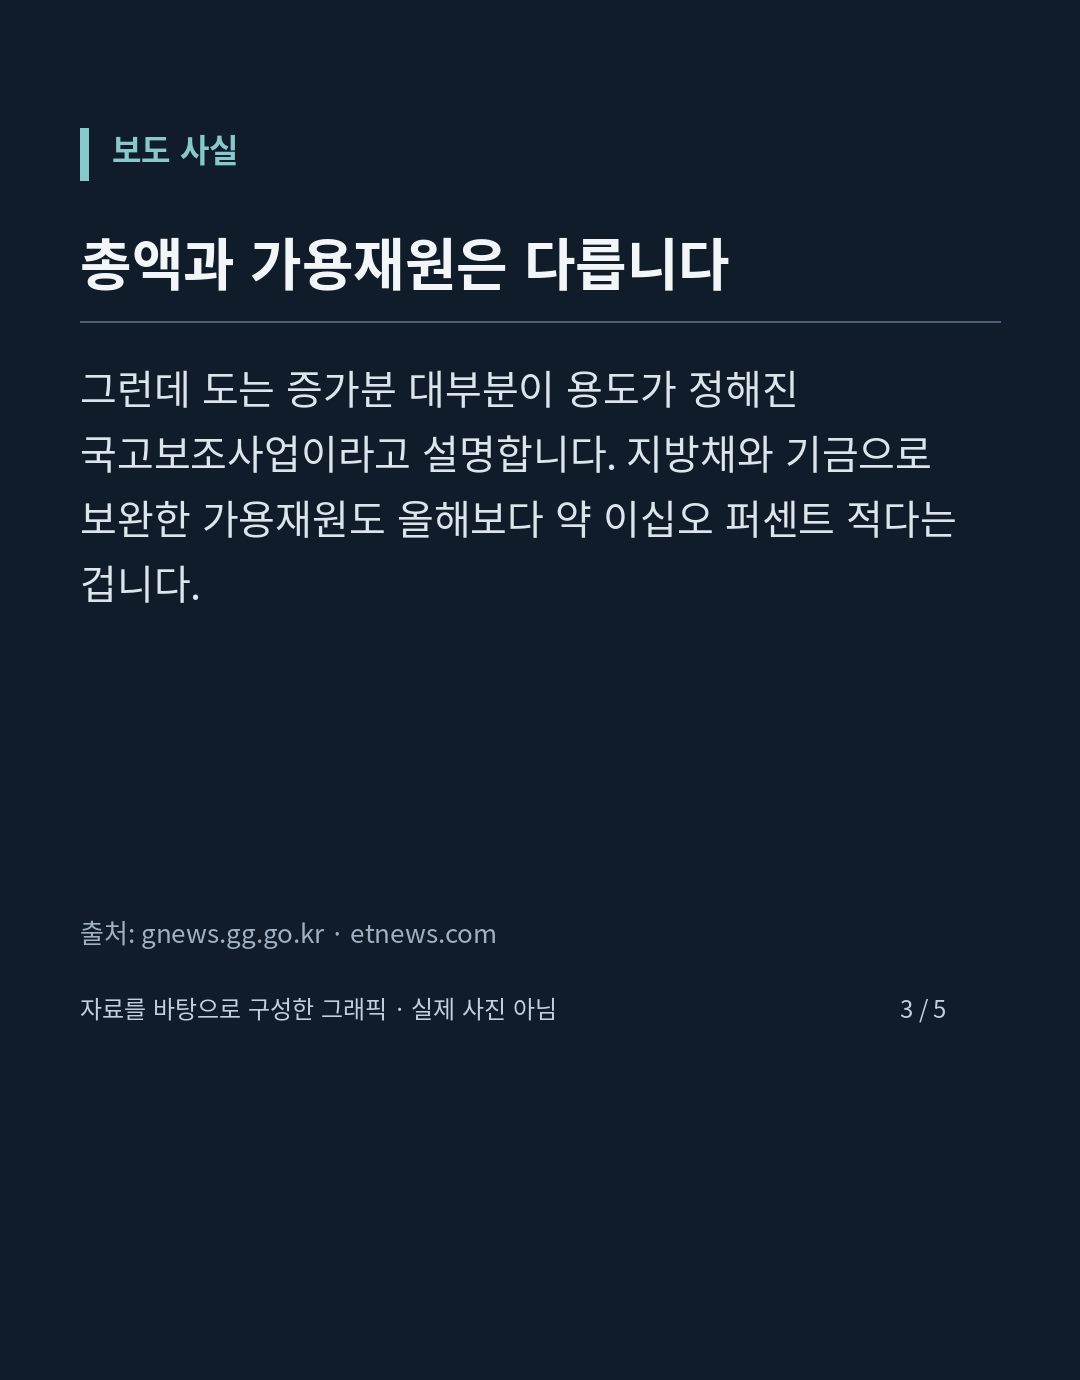 보도 사실
총액과 가용재원은 다릅니다
그런데 도는 증가분 대부분이 용도가 정해진
국고보조사업이라고 설명합니다. 지방채와 기금으로
보완한 가용재원도 올해보다 약 이십오 퍼센트 적다는
겁니다.
출처: gnews.gg.go.kr · etnews.com
자료를 바탕으로 구성한 그래픽 · 실제 사진 아님
3 / 5